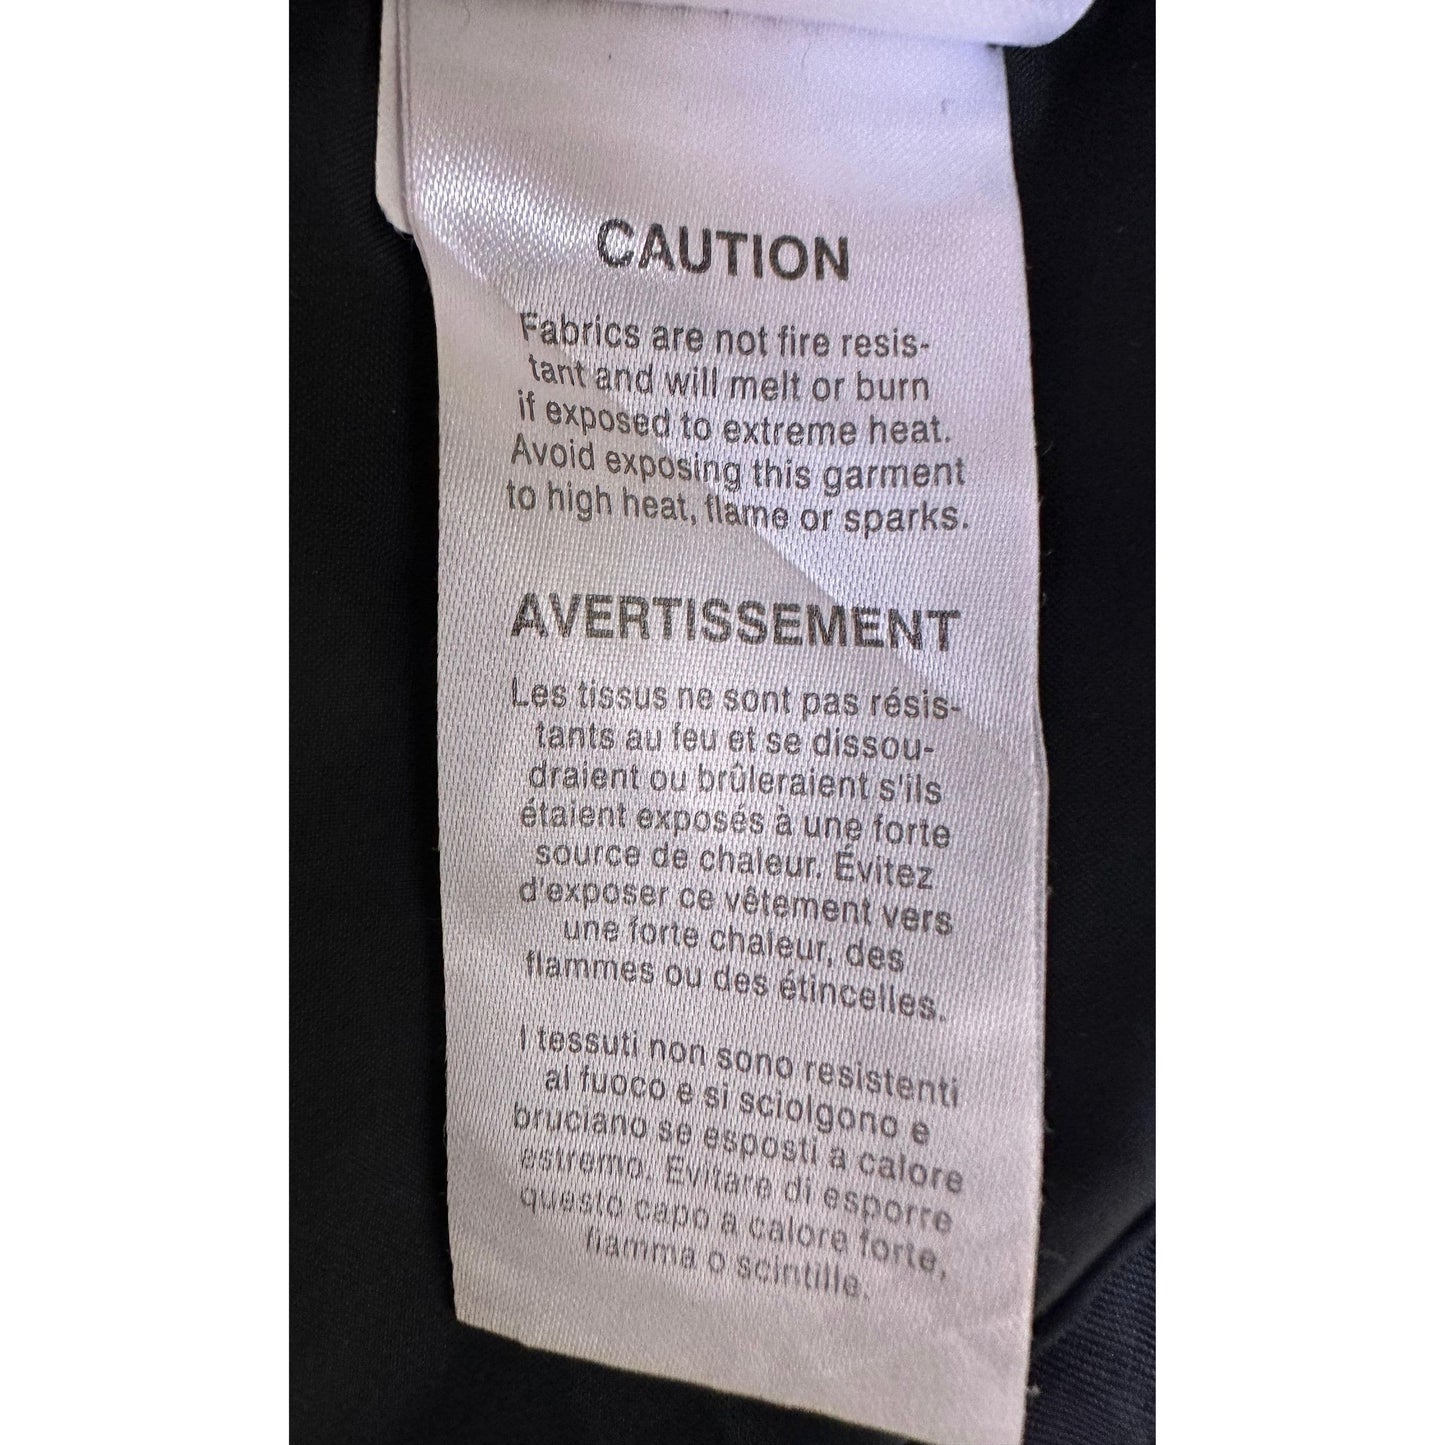 CAUTION
Fabrics are not fire resis-
tant and will melt or burn
if exposed to extreme heat.
Avoid exposing this garment
to high heat, flame or sparks.
AVERTISSEMENT
Les tissus ne sont pas résis-
tants au feu et se dissou-
draient ou brûleraient s'ils
étaient exposés à une forte
source de chaleur. Évitez
d'exposer ce vêtement vers
une forte chaleur, des
flammes ou des étincelles.
I tessuti non sono resistenti
al fuoco e si sciolgono e
bruciano se esposti a calore
estremo. Evitare di esporre
questo capo a calore forte,
fiamma o scintille.